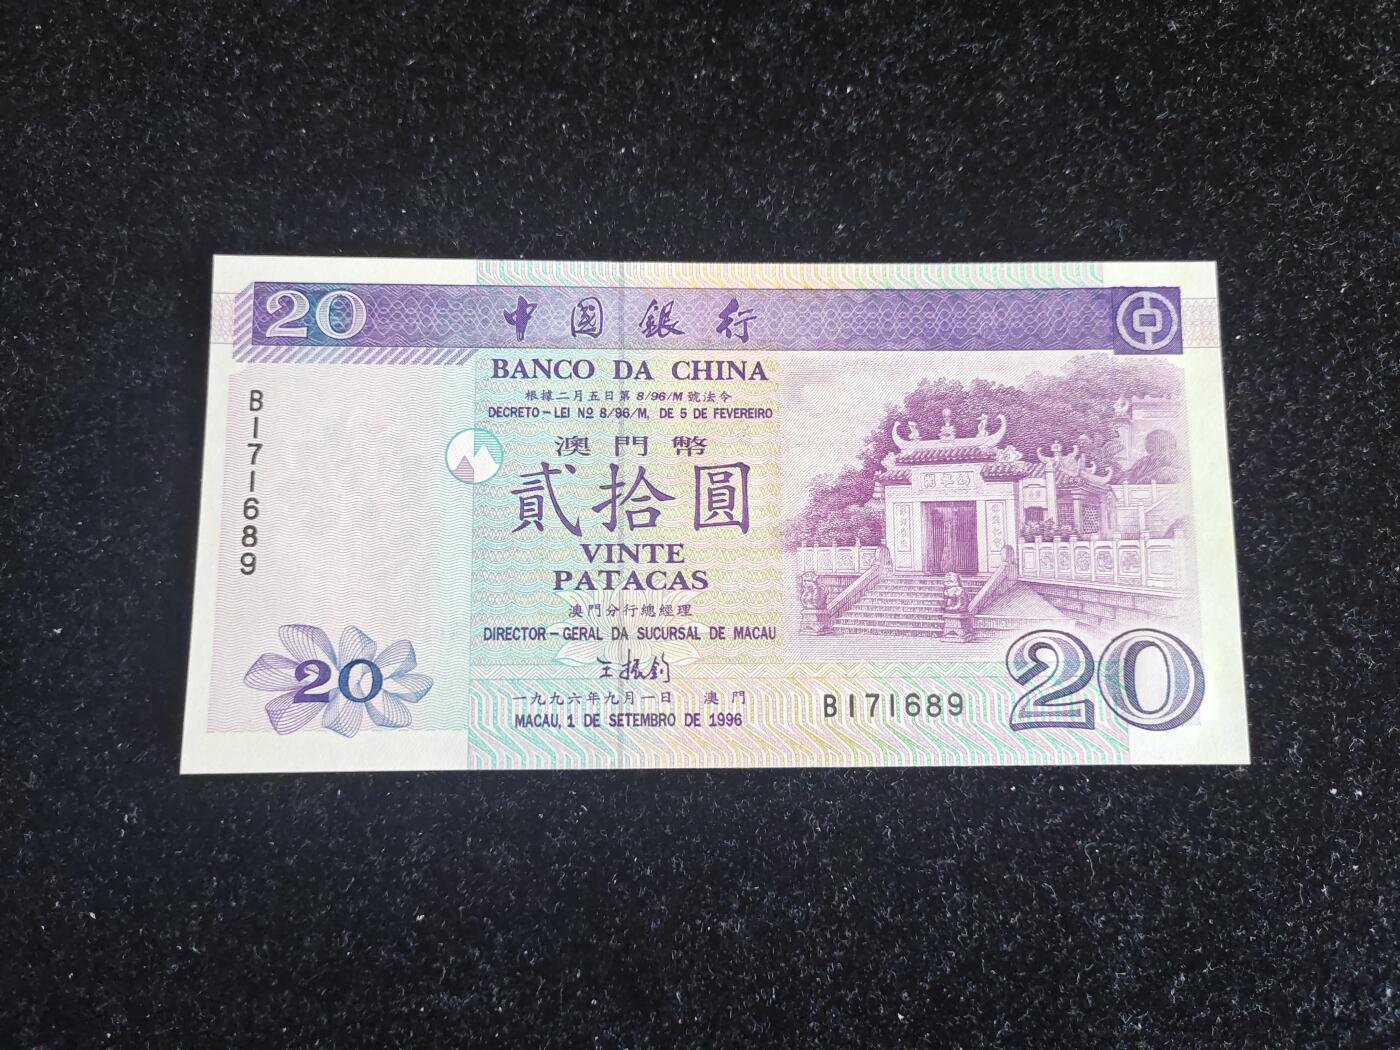 20
中國銀行
BANCO DA CHINA
根據二月五日第 8/96/M 號法令
DECRETO-LEI Nº 8/96/M, DE 5 DE FEVEREIRO
澳門幣
貳拾圓
VINTE
PATACAS
澳門分行總經理
DIRECTOR-GERAL DA SUCURSAL DE MACAU
王振鈞
一九九六年九月一日 澳門
MACAU, 1 DE SETEMBRO DE 1996
B171689
20
B171689
20